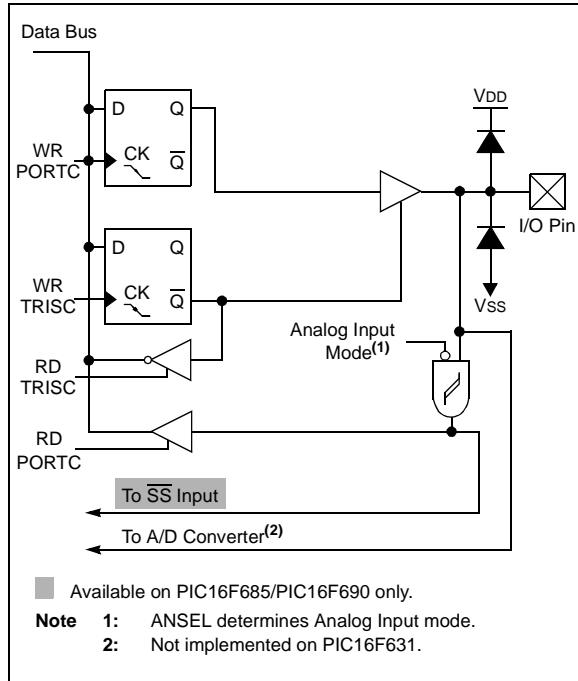 Data Bus
D Q
WR
PORTC
CK Q
VDD
I/O Pin
VSS
D Q
WR
TRISC
CK Q
Analog Input
Mode(1)
RD
TRISC
RD
PORTC
To SS Input
To A/D Converter(2)
Available on PIC16F685/PIC16F690 only.
Note 1: ANSEL determines Analog Input mode.
2: Not implemented on PIC16F631.